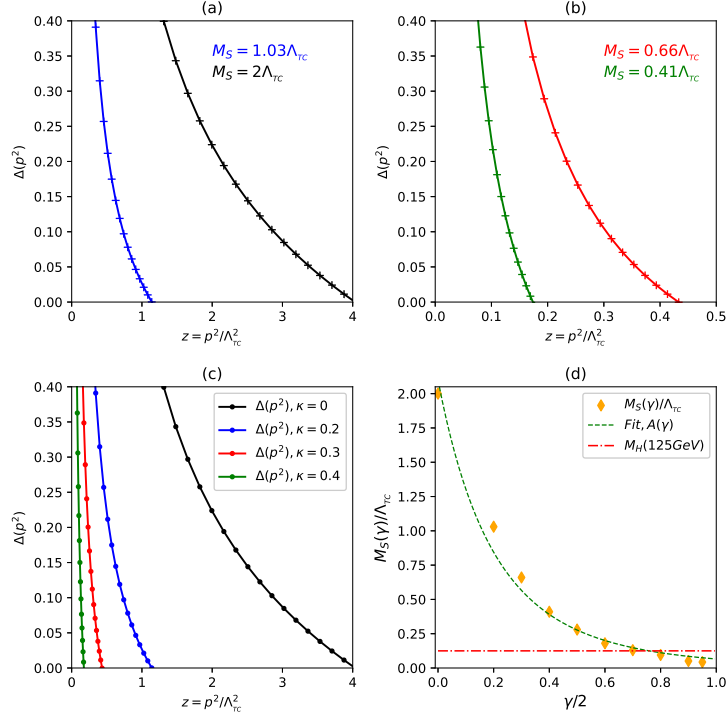 (a)
0.40
0.35
0.30
0.25
0.20
0.15
0.10
0.05
0.00
Δ(p²)
M_S = 1.03Λ_TC
M_S = 2Λ_TC
0 1 2 3 4
z = p²/Λ²_TC
(b)
0.40
0.35
0.30
0.25
0.20
0.15
0.10
0.05
0.00
Δ(p²)
M_S = 0.66Λ_TC
M_S = 0.41Λ_TC
0.0 0.1 0.2 0.3 0.4 0.5
z = p²/Λ²_TC
(c)
0.40
0.35
0.30
0.25
0.20
0.15
0.10
0.05
0.00
Δ(p²)
Δ(p²), κ = 0
Δ(p²), κ = 0.2
Δ(p²), κ = 0.3
Δ(p²), κ = 0.4
0 1 2 3 4
z = p²/Λ²_TC
(d)
2.00
1.75
1.50
1.25
1.00
0.75
0.50
0.25
0.00
M_S(γ)/Λ_TC
M_S(γ)/Λ_TC
Fit, A(γ)
M_H(125GeV)
0.0 0.2 0.4 0.6 0.8 1.0
γ/2